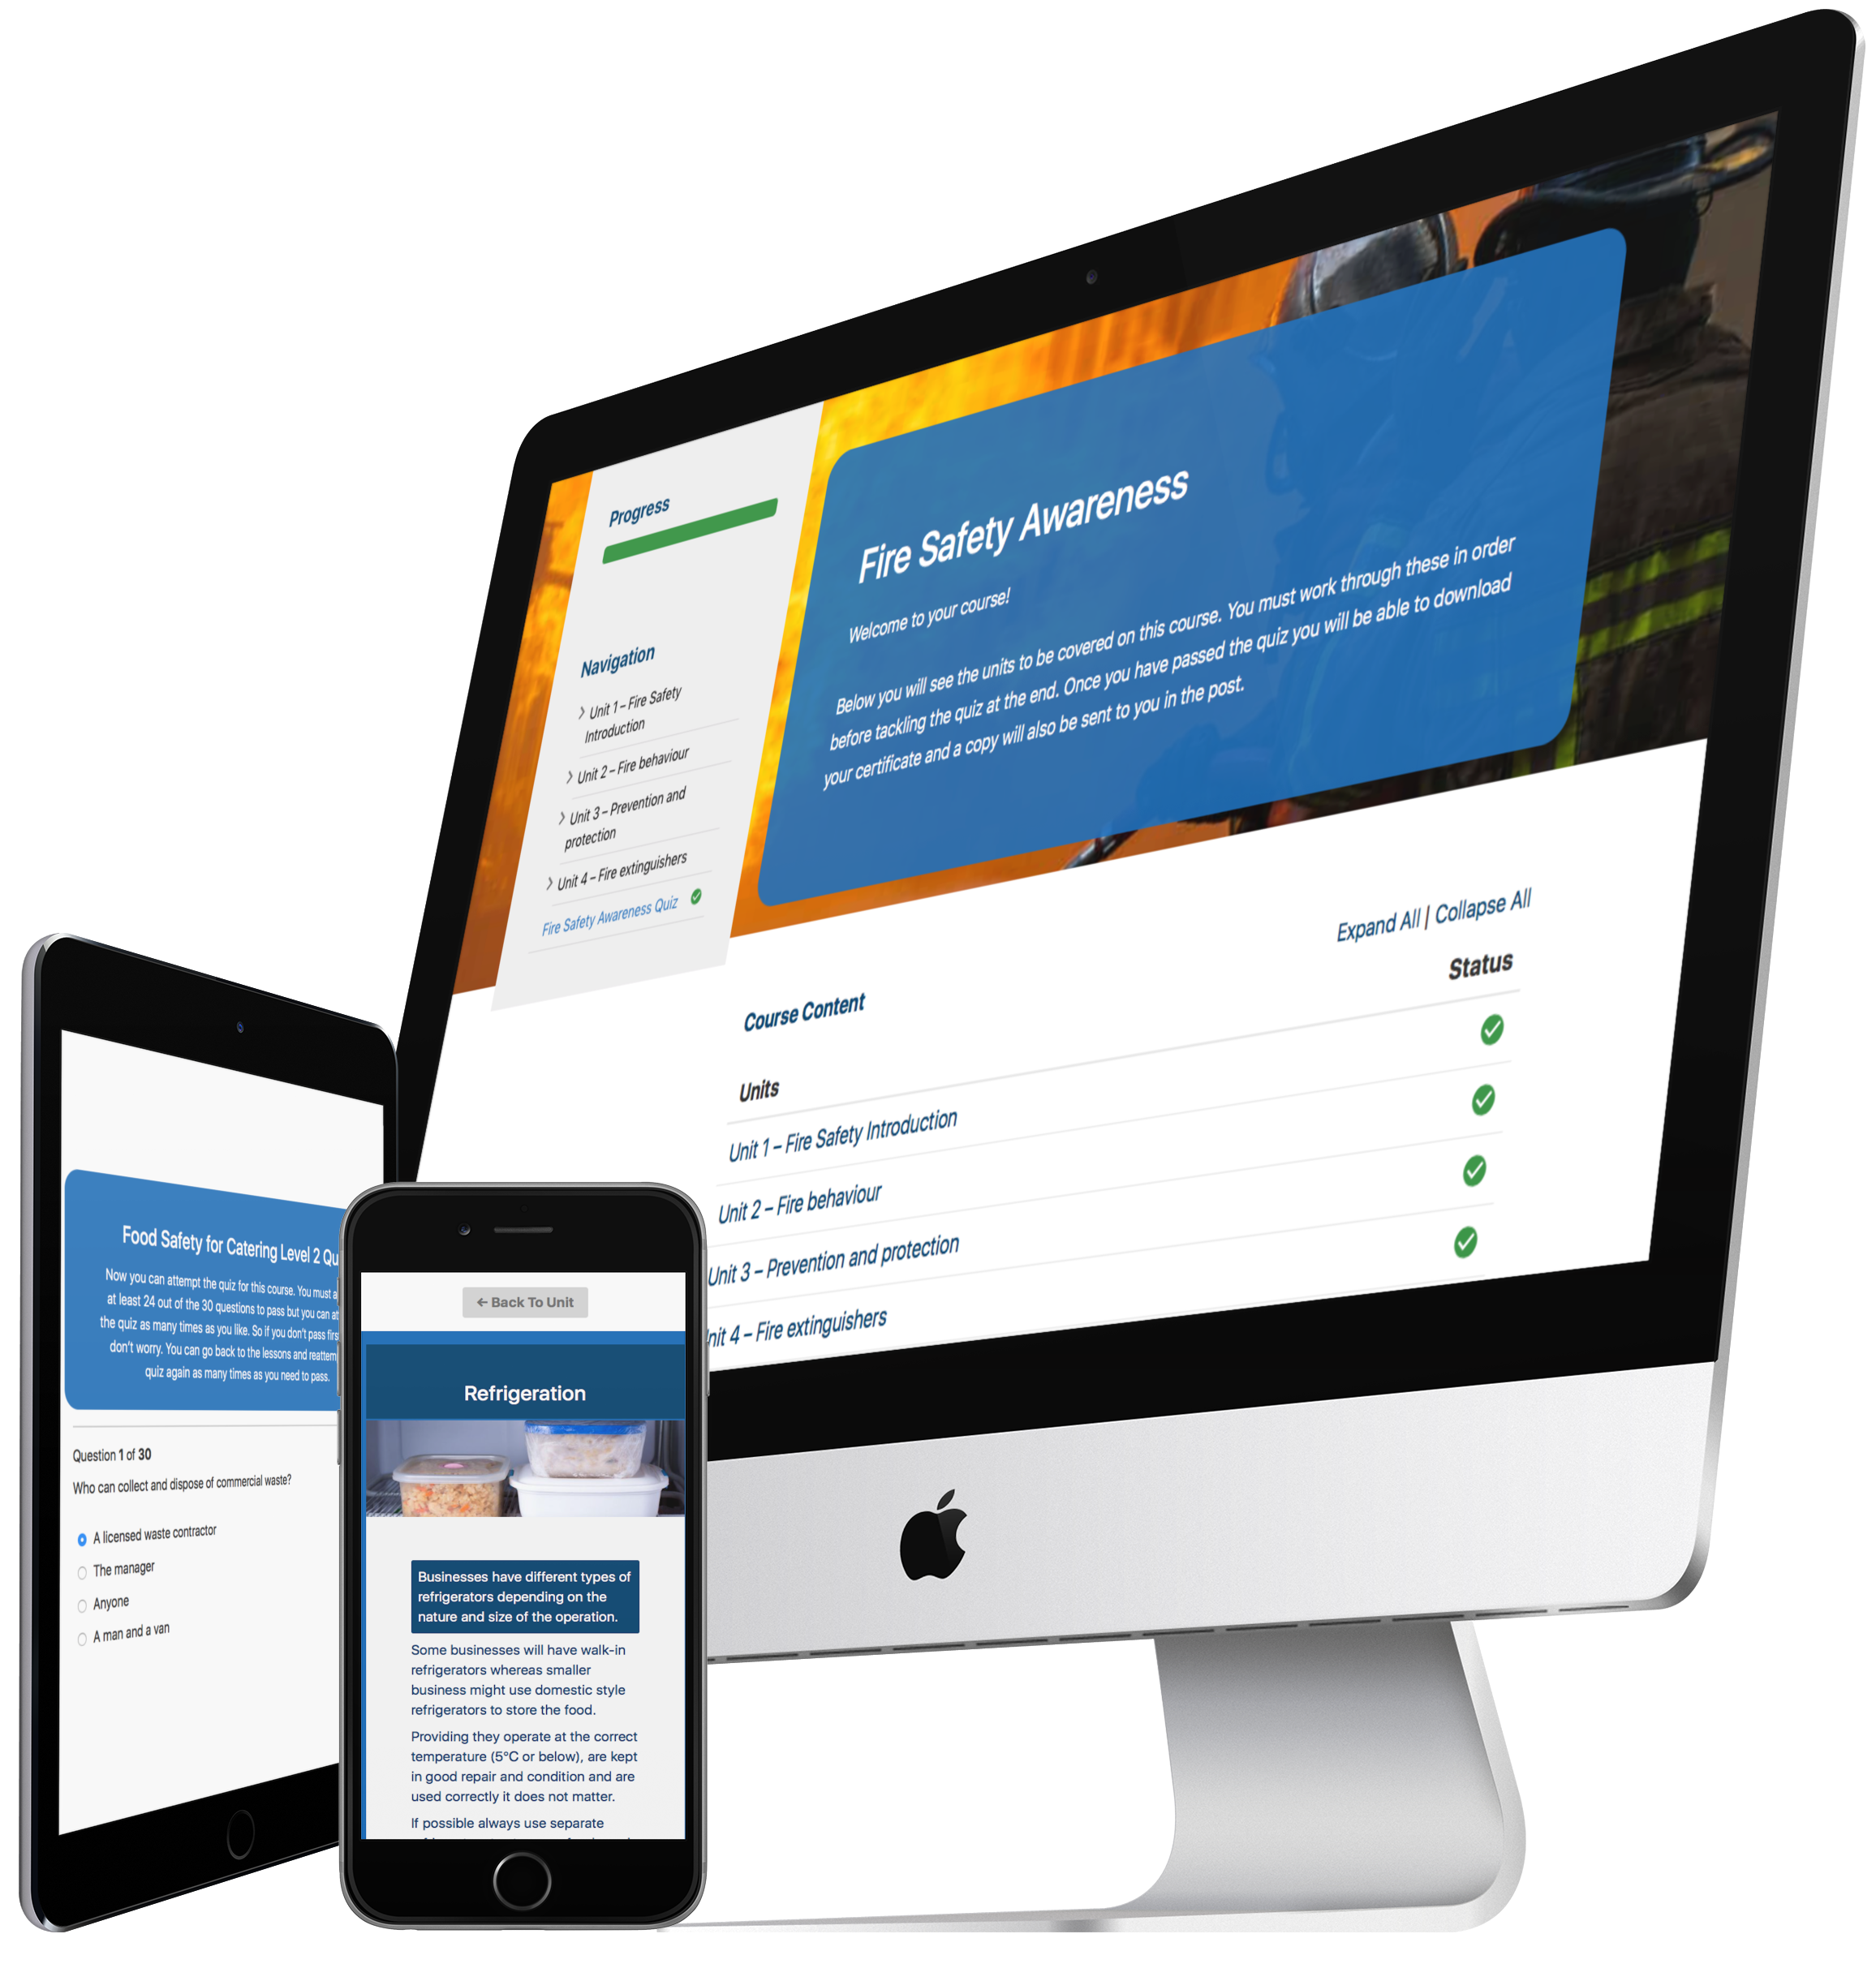 Progress
Navigation
Unit 1 – Fire Safety
Introduction
Unit 2 – Fire behaviour
Unit 3 – Prevention and
protection
Unit 4 – Fire extinguishers
Fire Safety Awareness Quiz
Fire Safety Awareness
Welcome to your course!
Below you will see the units to be covered on this course. You must work through these in order
before tackling the quiz at the end. Once you have passed the quiz you will be able to download
your certificate and a copy will also be sent to you in the post.
Expand All | Collapse All
Course Content
Status
Units
Unit 1 – Fire Safety Introduction
Unit 2 – Fire behaviour
Unit 3 – Prevention and protection
nit 4 – Fire extinguishers
Food Safety for Catering Level 2 Qu
Now you can attempt the quiz for this course. You must a
at least 24 out of the 30 questions to pass but you can at
the quiz as many times as you like. So if you don't pass firs
don't worry. You can go back to the lessons and reattem
quiz again as many times as you need to pass.
Question 1 of 30
Who can collect and dispose of commercial waste?
A licensed waste contractor
The manager
Anyone
A man and a van
← Back To Unit
Refrigeration
Businesses have different types of
refrigerators depending on the
nature and size of the operation.
Some businesses will have walk-in
refrigerators whereas smaller
business might use domestic style
refrigerators to store the food.
Providing they operate at the correct
temperature (5°C or below), are kept
in good repair and condition and are
used correctly it does not matter.
If possible always use separate